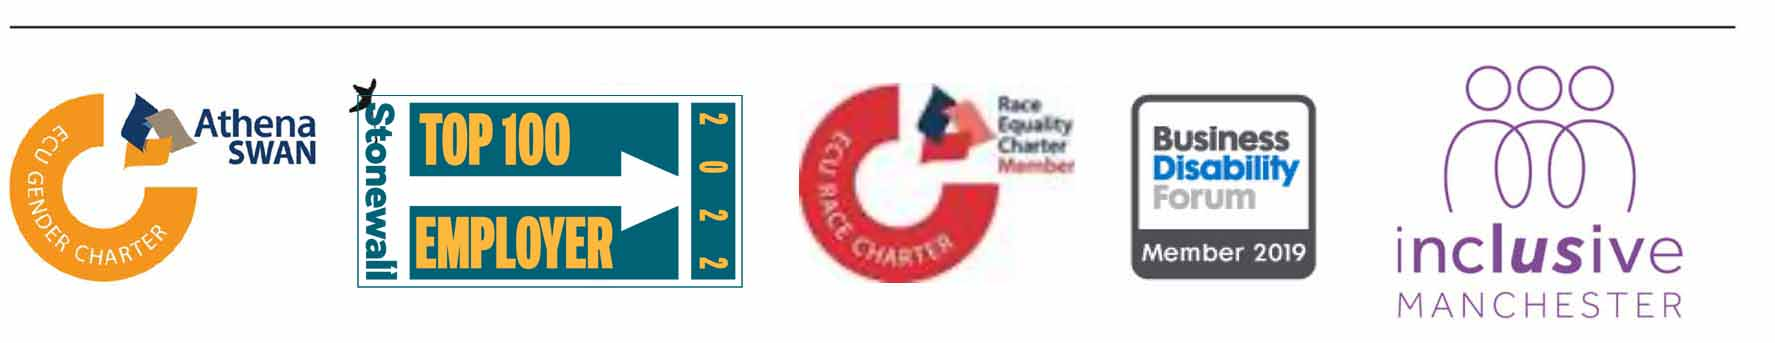 ECU GENDER CHARTER
Athena
SWAN
Stonewall
TOP 100
EMPLOYER
2022
ECU RACE CHARTER
Race
Equality
Charter
Member
Business
Disability
Forum
Member 2019
inclusive
MANCHESTER